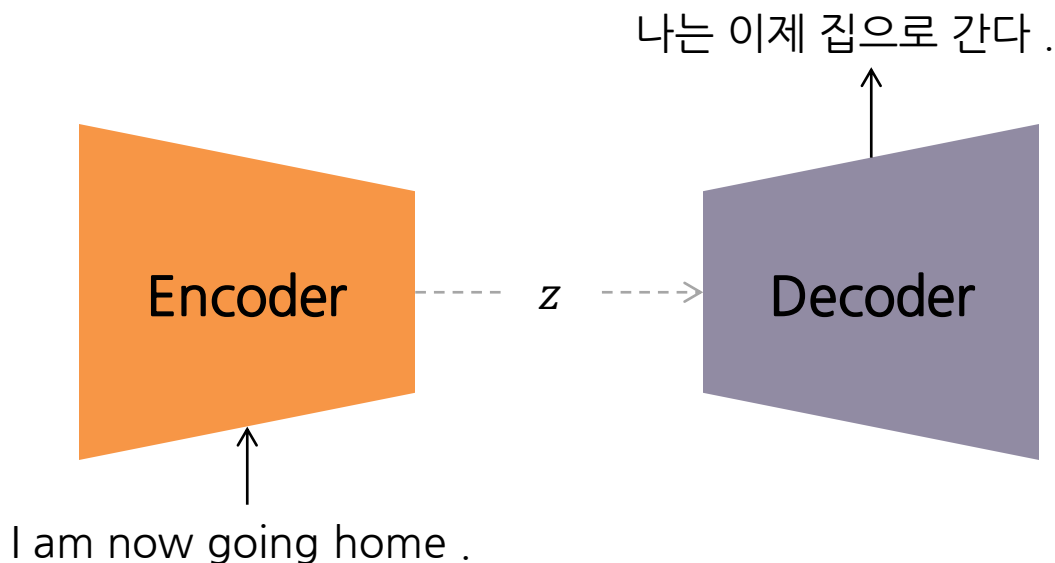 나는 이제 집으로 간다 .
Encoder
z
Decoder
I am now going home .